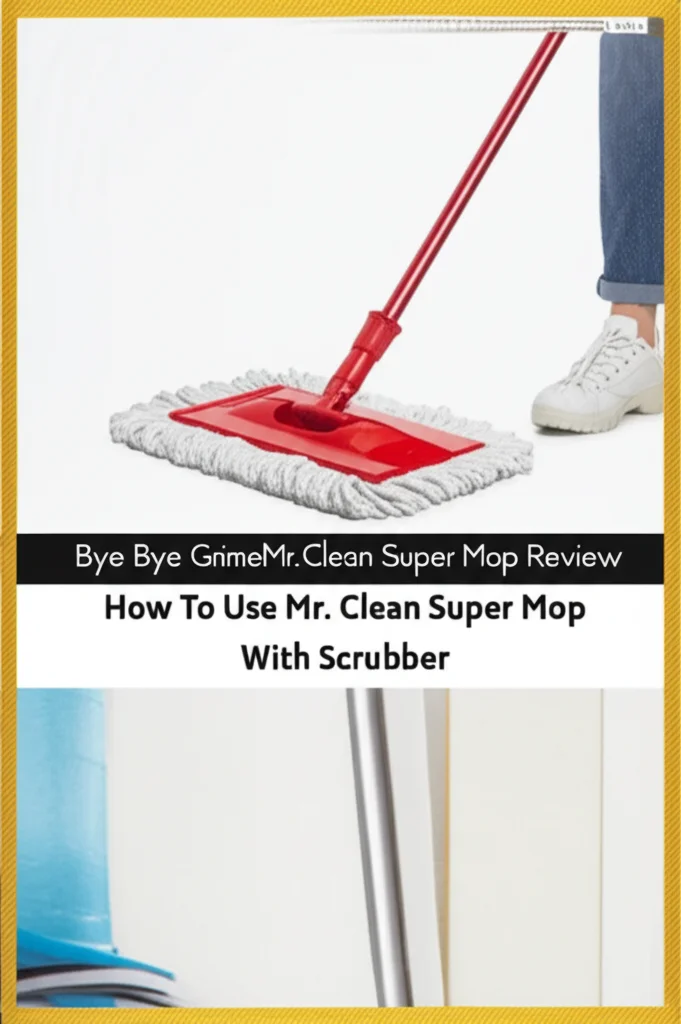 Bye Bye GrimeMr.Clean Super Mop Review
How To Use Mr. Clean Super Mop
With Scrubber